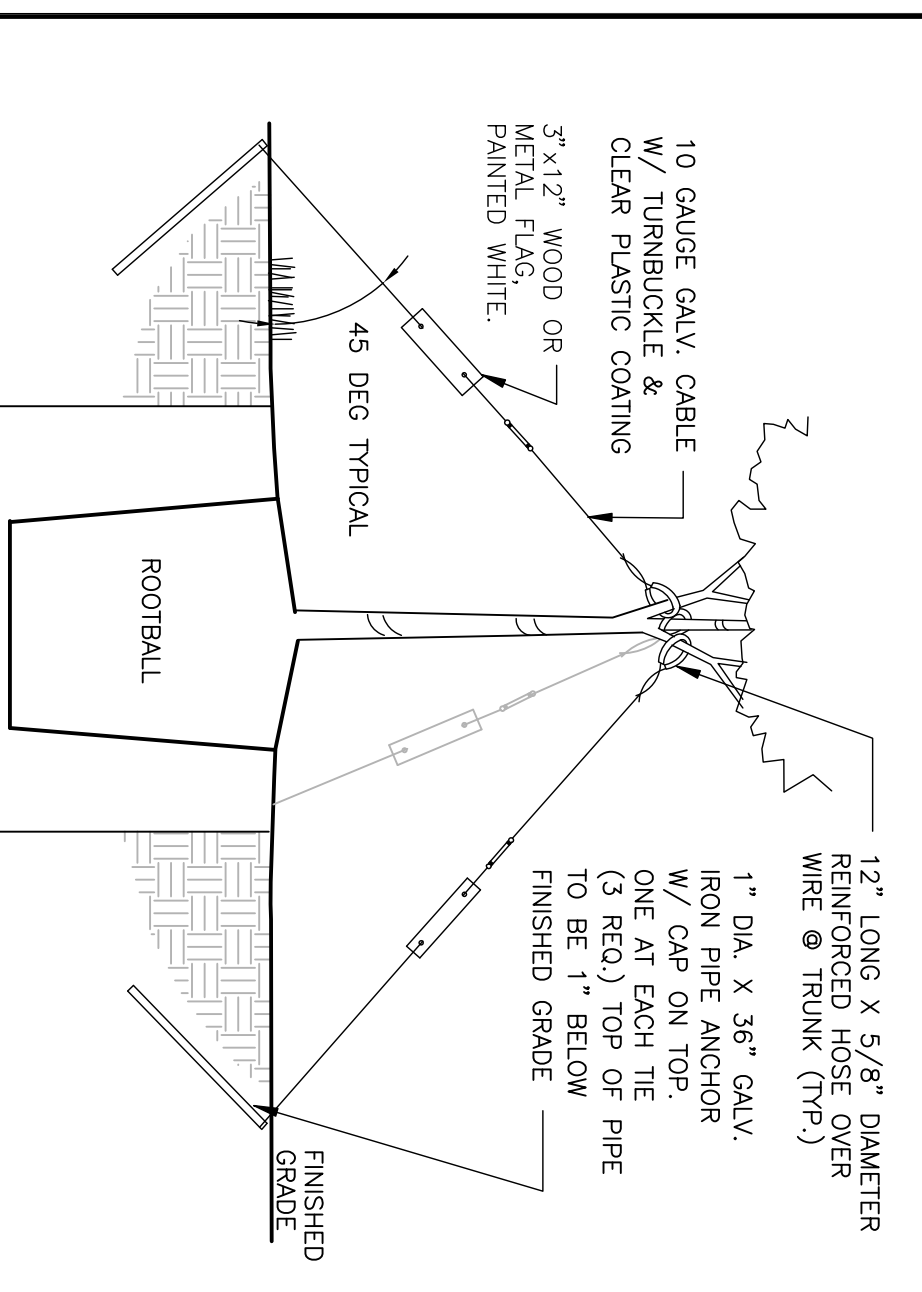 12" LONG X 5/8" DIAMETER
REINFORCED HOSE OVER
WIRE @ TRUNK (TYP.)
1" DIA. X 36" GALV.
IRON PIPE ANCHOR
W/ CAP ON TOP.
ONE AT EACH TIE
(3 REQ.) TOP OF PIPE
TO BE 1" BELOW
FINISHED GRADE
10 GAUGE GALV. CABLE
W/ TURNBUCKLE &
CLEAR PLASTIC COATING
3"x12" WOOD OR
METAL FLAG,
PAINTED WHITE.
45 DEG TYPICAL
FINISHED
GRADE
ROOTBALL